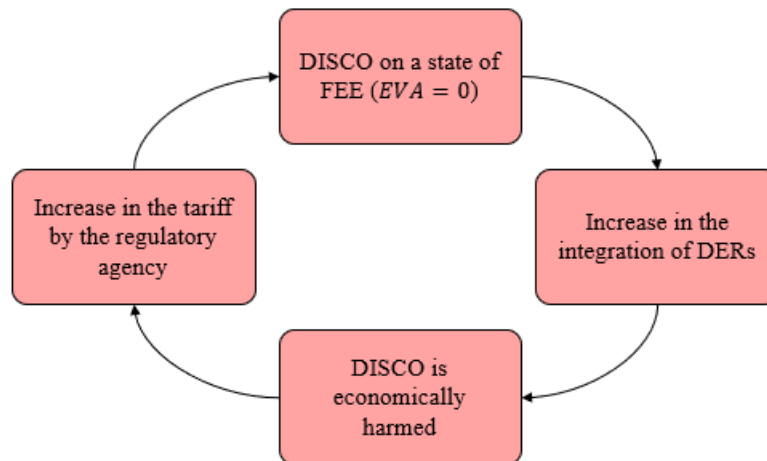 DISCO on a state of
FEE (EVA = 0)
Increase in the
integration of DERs
DISCO is
economically
harmed
Increase in the tariff
by the regulatory
agency